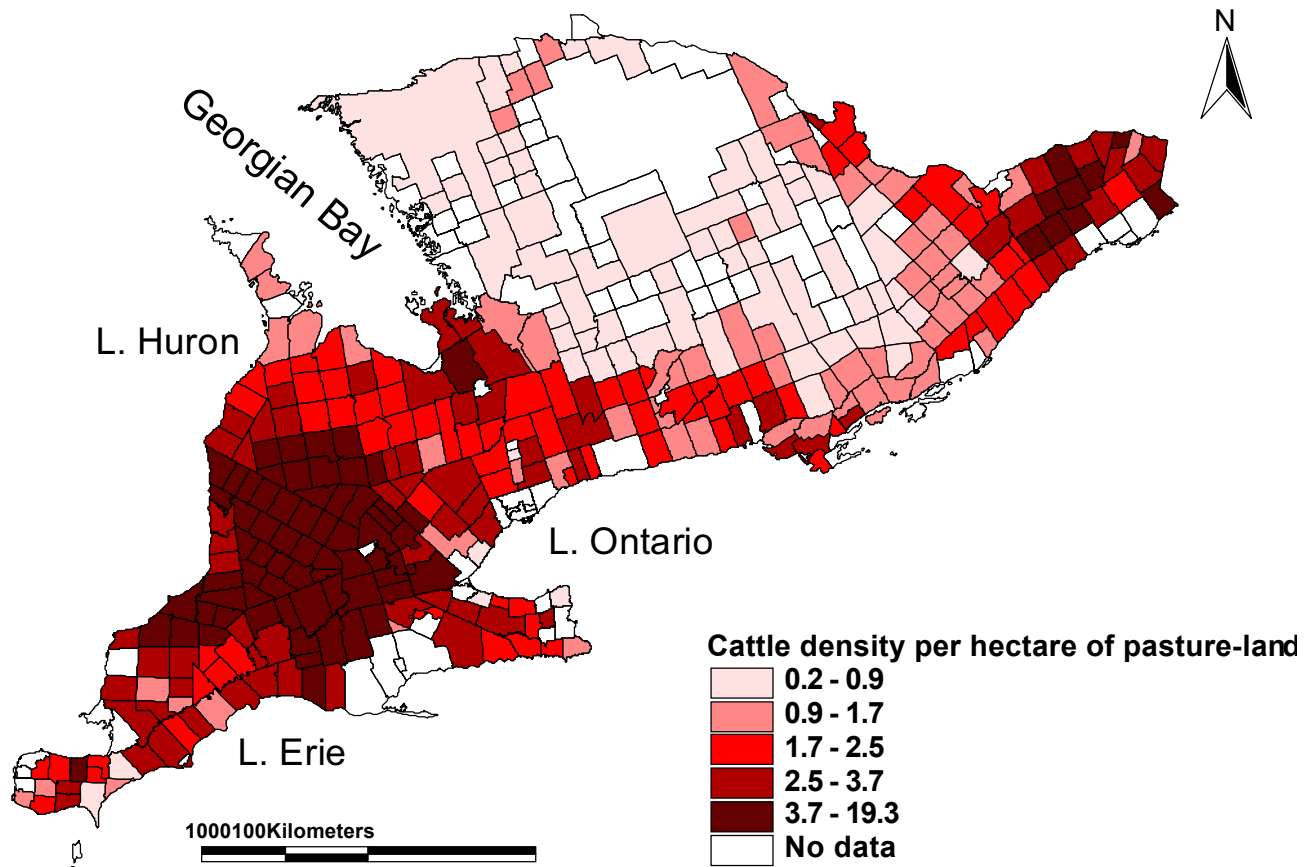 N
Georgian Bay
L. Huron
L. Ontario
L. Erie
Cattle density per hectare of pasture-land
0.2 - 0.9
0.9 - 1.7
1.7 - 2.5
2.5 - 3.7
3.7 - 19.3
No data
1000100Kilometers